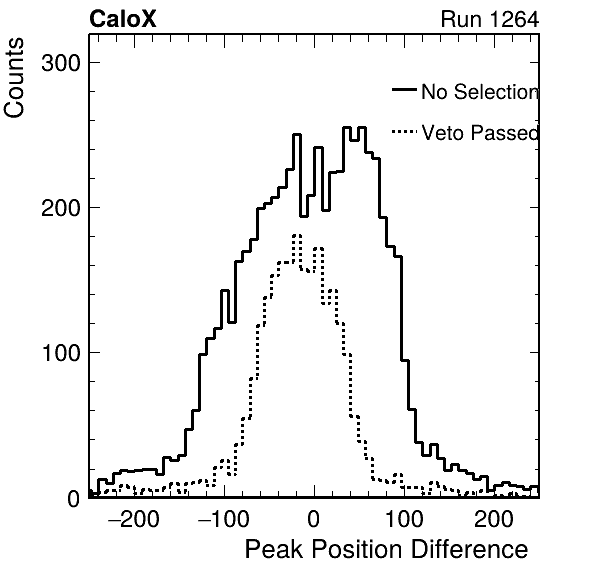 CaloX
Run 1264
Counts
300
No Selection
Veto Passed
200
100
0
−200
−100
0
100
200
Peak Position Difference